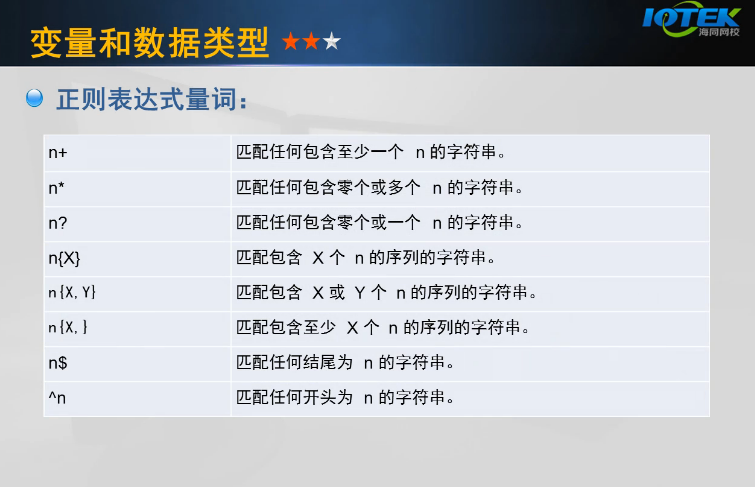 变量和数据类型
IOTEK
海同网校
正则表达式量词：
n+ 匹配任何包含至少一个 n 的字符串。
n* 匹配任何包含零个或多个 n 的字符串。
n? 匹配任何包含零个或一个 n 的字符串。
n{X} 匹配包含 X 个 n 的序列的字符串。
n{X,Y} 匹配包含 X 或 Y 个 n 的序列的字符串。
n{X,} 匹配包含至少 X 个 n 的序列的字符串。
n$ 匹配任何结尾为 n 的字符串。
^n 匹配任何开头为 n 的字符串。